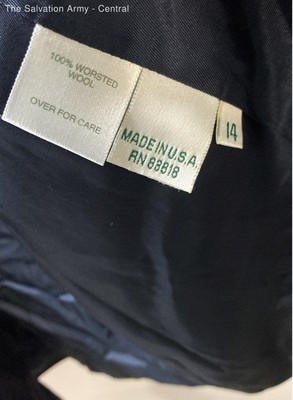 The Salvation Army - Central
100% WORSTED
WOOL
OVER FOR CARE
MADE IN U.S.A.
RN 68818
14